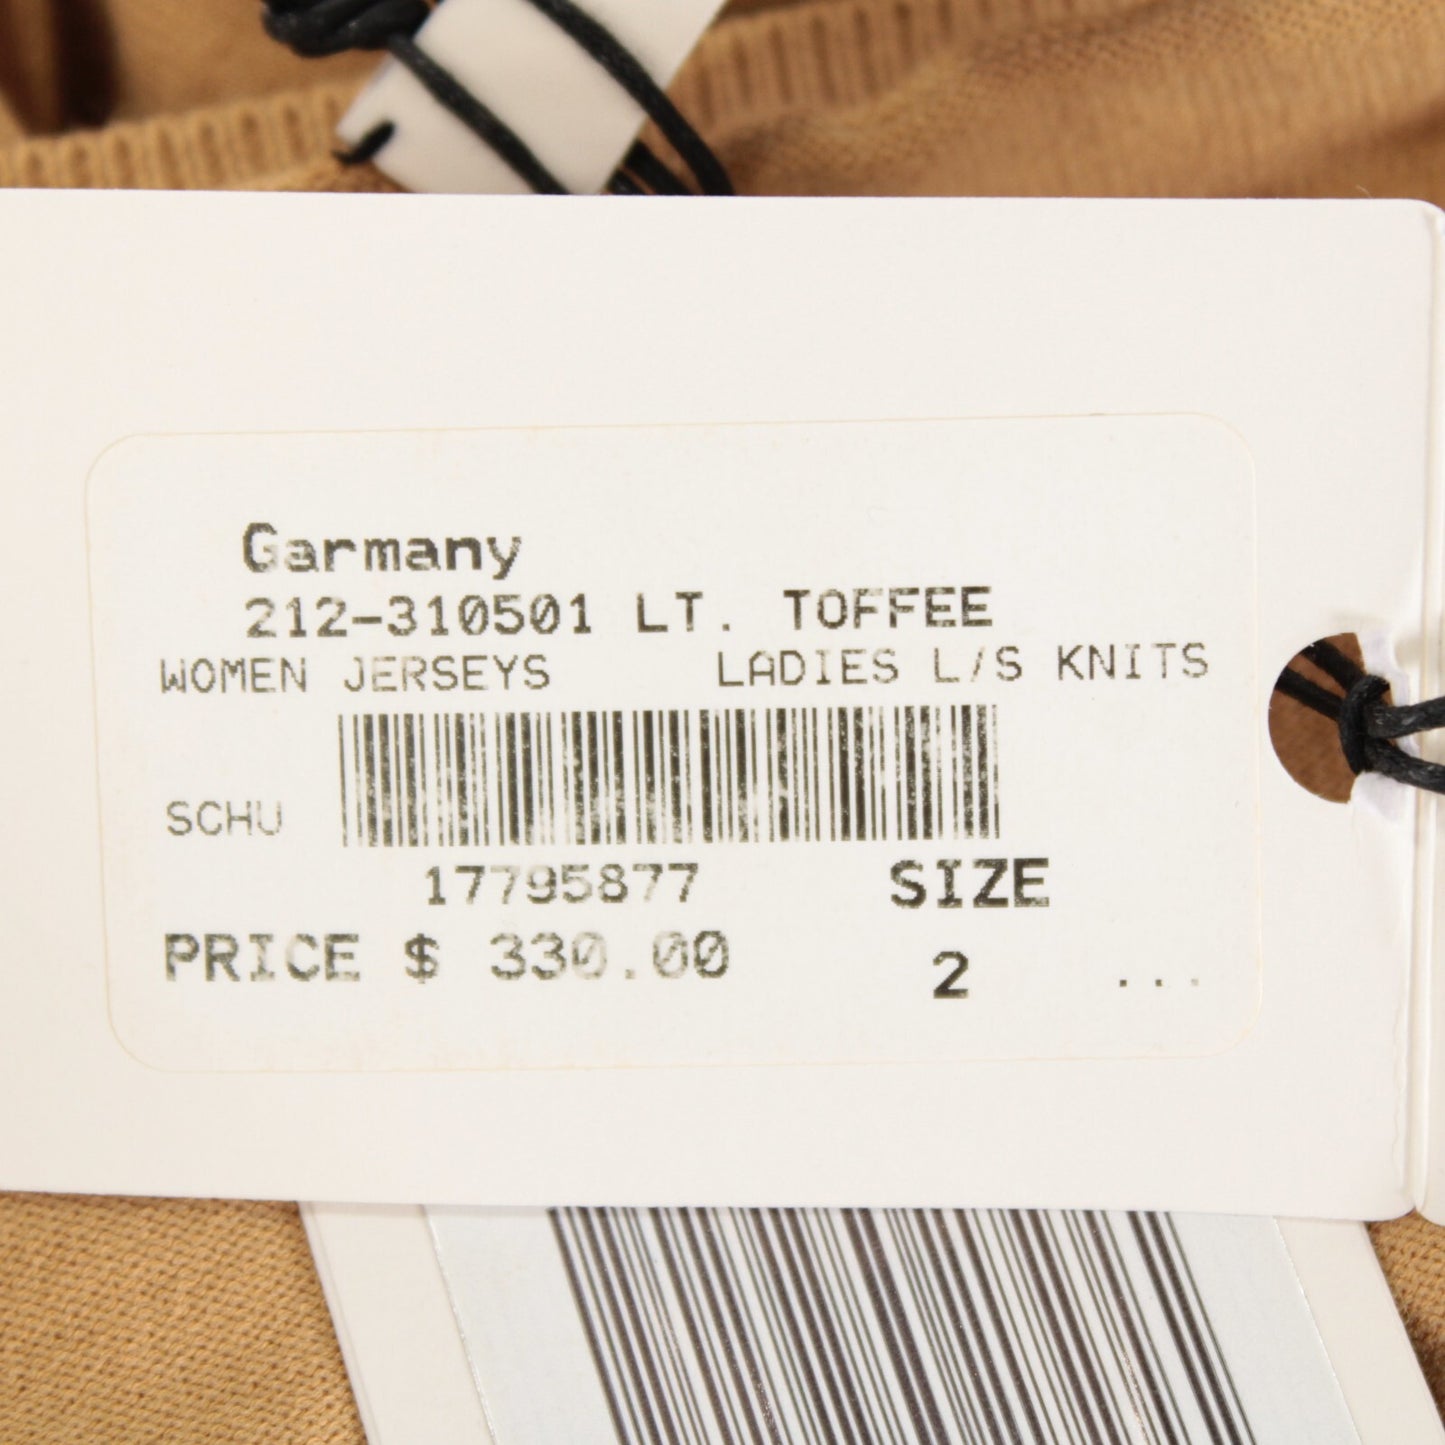 Garmany
212-310501 LT. TOFFEE
WOMEN JERSEYS LADIES L/S KNITS
SCHU
17795877 SIZE
PRICE $ 330.00 2 ...